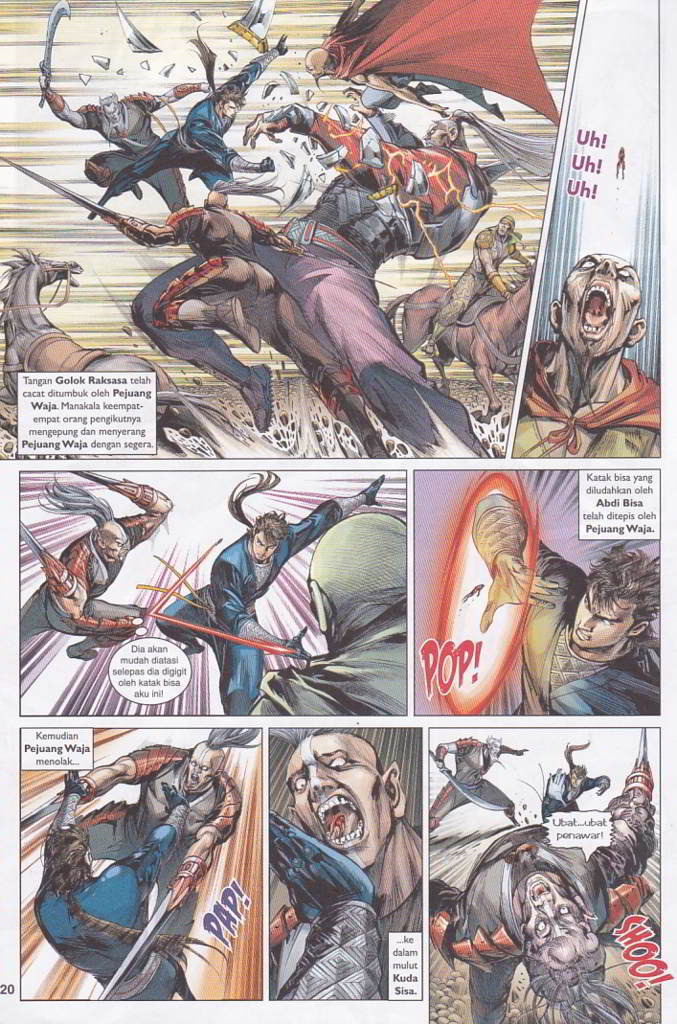 Uh!
Uh!
Uh!
Tangan Golok Raksasa telah
cacat ditumbuk oleh Pejuang
Waja. Manakala keempat-
empat orang pengikutnya
mengepung dan menyerang
Pejuang Waja dengan segera.
Dia akan
mudah diatasi
selepas dia digigit
oleh katak bisa
aku ini!
Katak bisa yang
diludahkan oleh
Abdi Bisa
telah ditepis oleh
Pejuang Waja.
POP!
Kemudian
Pejuang Waja
menolak...
PAP!
...ke
dalam
mulut
Kuda
Sisa.
Ubat...ubat
penawar!
SHOO!
20